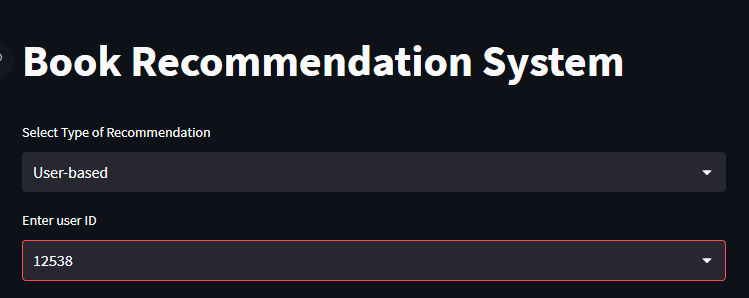 Book Recommendation System
Select Type of Recommendation
User-based
Enter user ID
12538